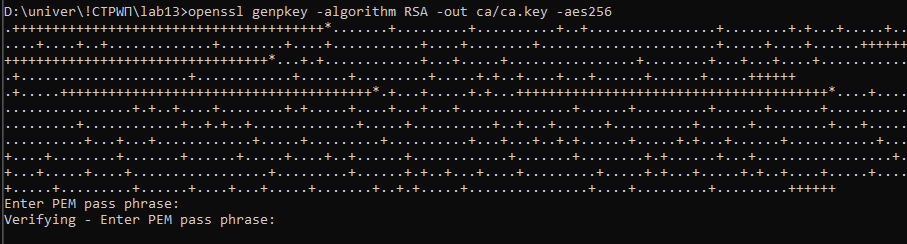 D:\univer\!СТРWП\lab13>openssl genpkey -algorithm RSA -out ca/ca.key -aes256
Enter PEM pass phrase:
Verifying - Enter PEM pass phrase: